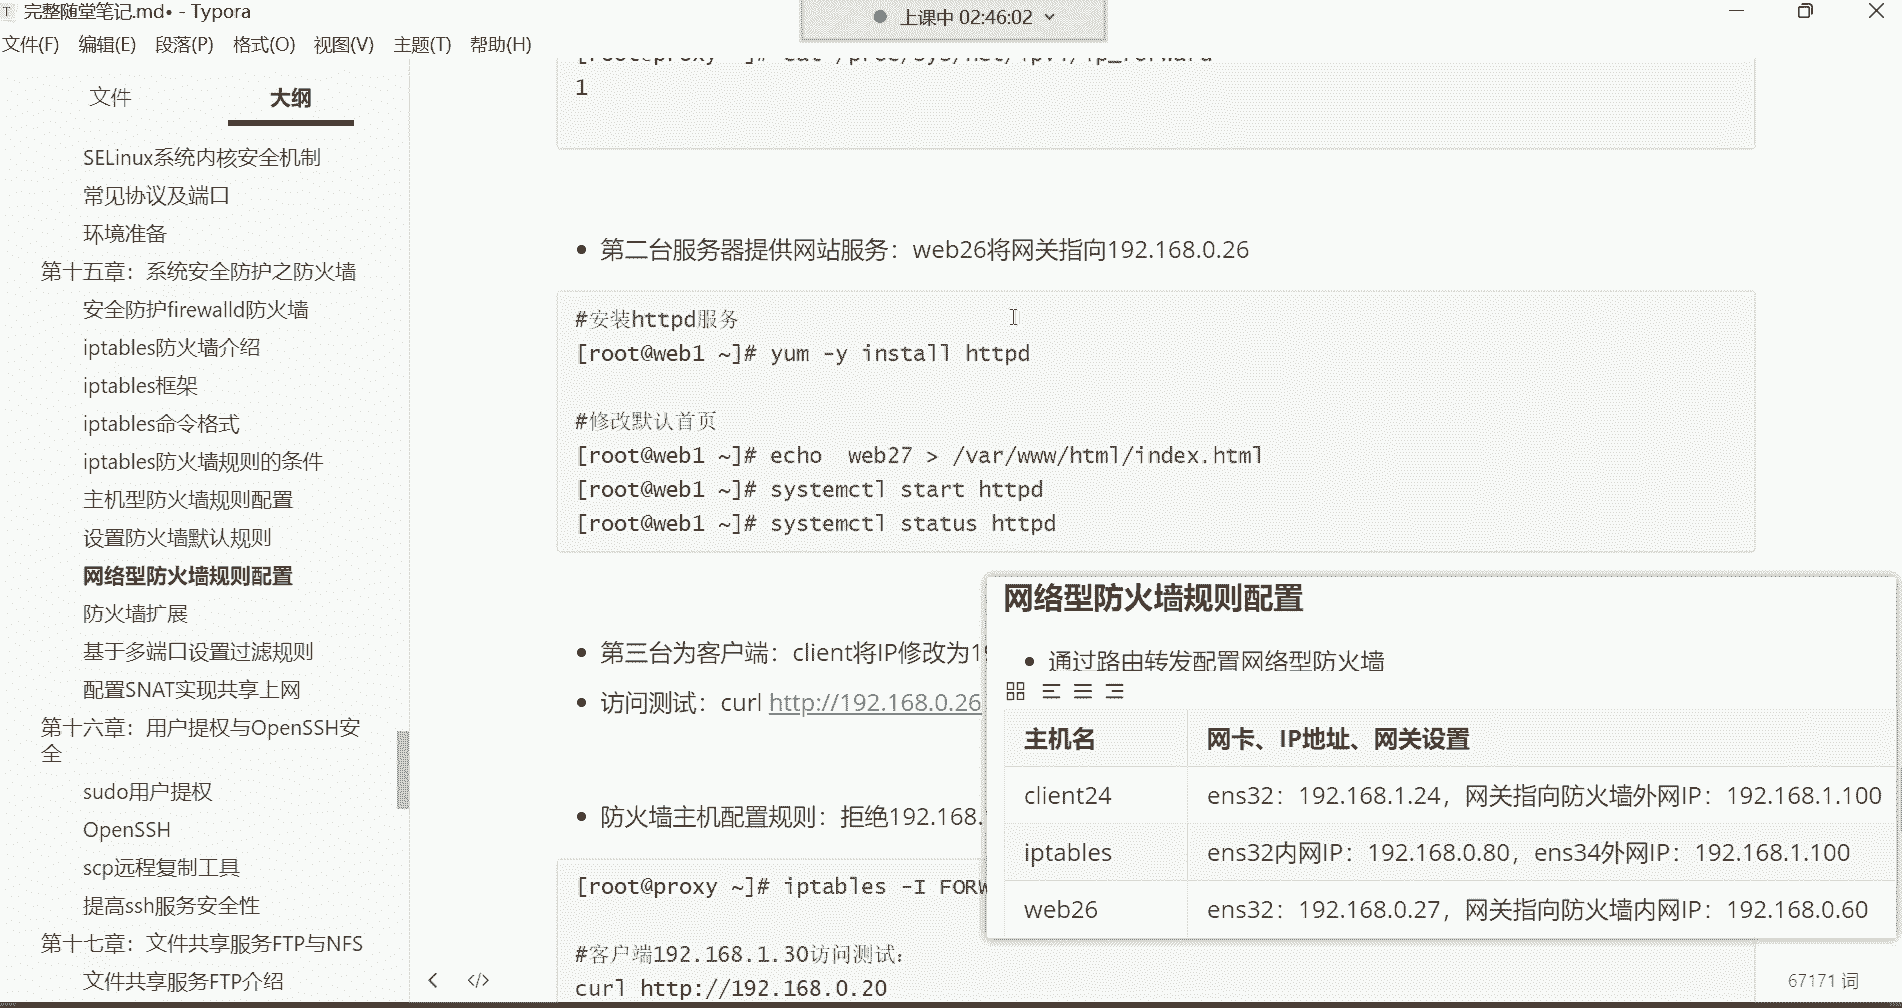 完整随堂笔记.md• - Typora
上课中 02:46:02
文件(F) 编辑(E) 段落(P) 格式(O) 视图(V) 主题(T) 帮助(H)
文件 大纲
SELinux系统内核安全机制
常见协议及端口
环境准备
第十五章：系统安全防护之防火墙
安全防护firewalld防火墙
iptables防火墙介绍
iptables框架
iptables命令格式
iptables防火墙规则的条件
主机型防火墙规则配置
设置防火墙默认规则
网络型防火墙规则配置
防火墙扩展
基于多端口设置过滤规则
配置SNAT实现共享上网
第十六章：用户提权与OpenSSH安
全
sudo用户提权
OpenSSH
scp远程复制工具
提高ssh服务安全性
第十七章：文件共享服务FTP与NFS
文件共享服务FTP介绍
[root@proxy ~]# cat /proc/sys/net/ipv4/ip_forward
1
第二台服务器提供网站服务：web26将网关指向192.168.0.26
#安装httpd服务
[root@web1 ~]# yum -y install httpd
#修改默认首页
[root@web1 ~]# echo  web27 > /var/www/html/index.html
[root@web1 ~]# systemctl start httpd
[root@web1 ~]# systemctl status httpd
第三台为客户端：client将IP修改为19
访问测试：curl http://192.168.0.26
防火墙主机配置规则：拒绝192.168.
[root@proxy ~]# iptables -I FORW
#客户端192.168.1.30访问测试：
curl http://192.168.0.20
网络型防火墙规则配置
通过路由转发配置网络型防火墙
主机名 网卡、IP地址、网关设置
client24 ens32：192.168.1.24，网关指向防火墙外网IP：192.168.1.100
iptables ens32内网IP：192.168.0.80，ens34外网IP：192.168.1.100
web26 ens32：192.168.0.27，网关指向防火墙内网IP：192.168.0.60
67171 词